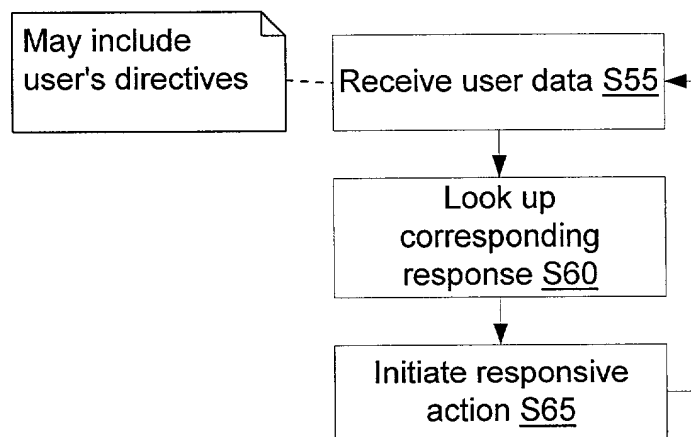 May include
user's directives
Receive user data S55
Look up
corresponding
response S60
Initiate responsive
action S65